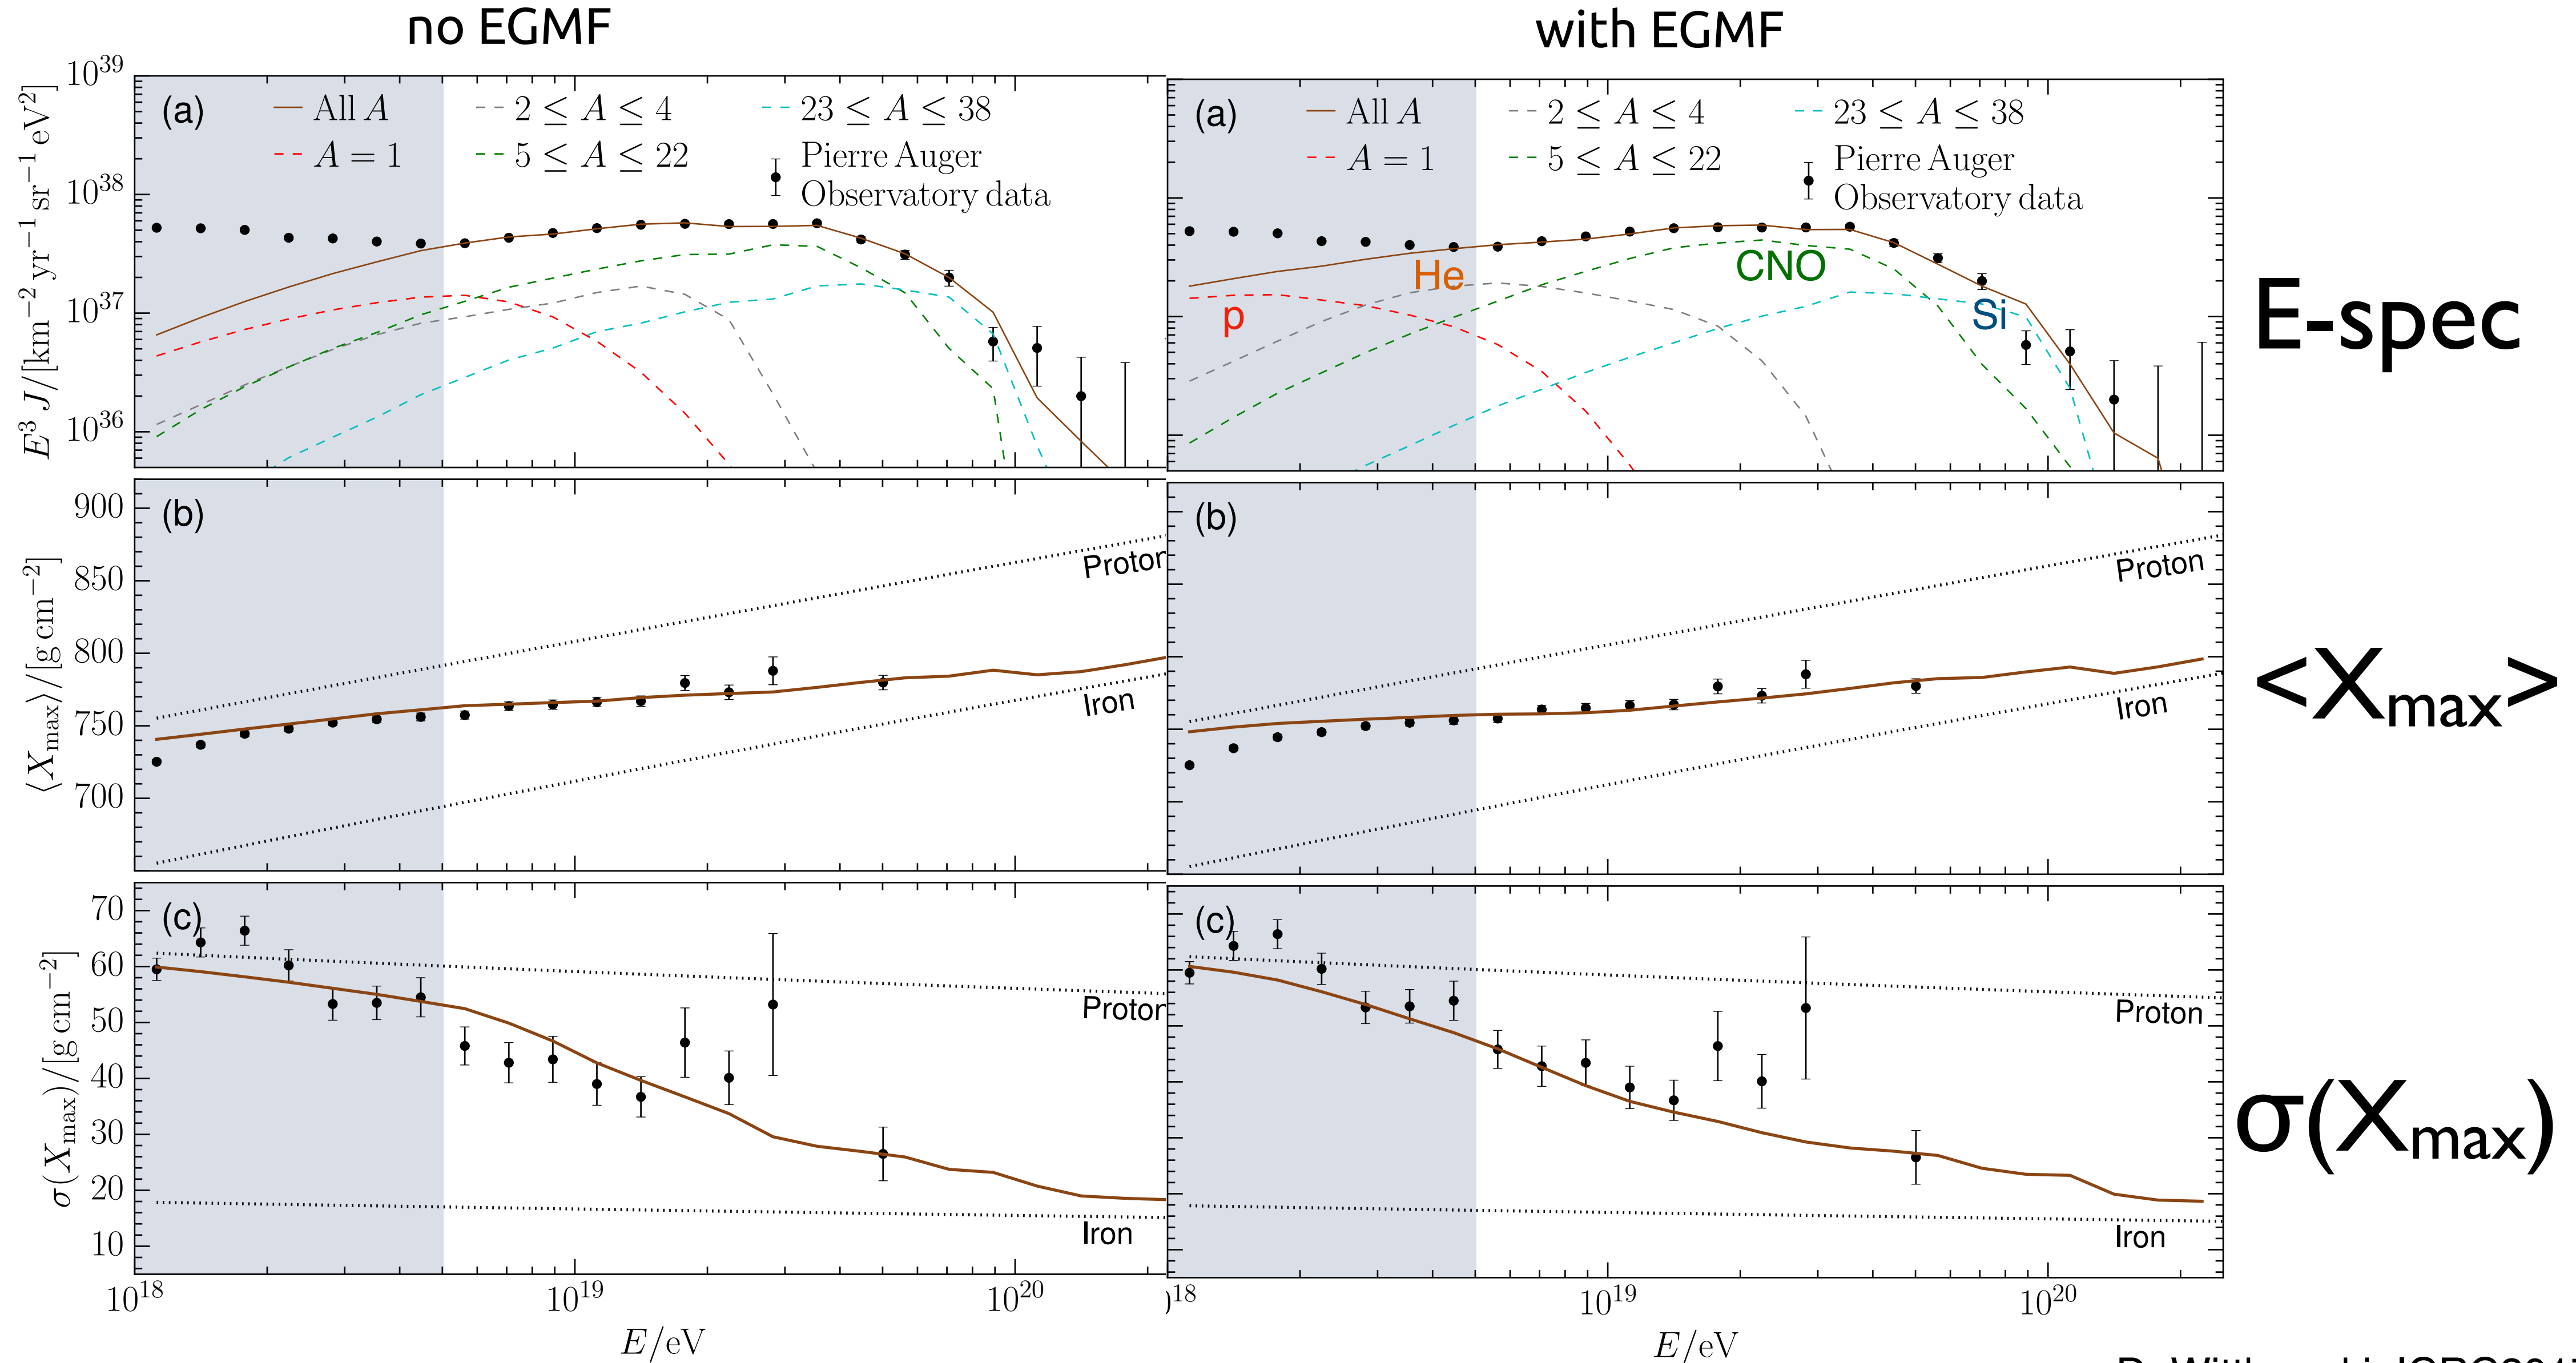 no EGMF
with EGMF
10^39
10^38
10^37
10^36
E^3 J/[km^−2 yr^−1 sr^−1 eV^2]
(a)
All A
A = 1
2 ≤ A ≤ 4
5 ≤ A ≤ 22
23 ≤ A ≤ 38
Pierre Auger
Observatory data
(a)
All A
A = 1
2 ≤ A ≤ 4
5 ≤ A ≤ 22
23 ≤ A ≤ 38
Pierre Auger
Observatory data
p
He
CNO
Si
E-spec
900
850
800
750
700
⟨X_max⟩/[g cm^−2]
(b)
Proton
Iron
(b)
Proton
Iron
<X_max>
70
60
50
40
30
20
10
σ(X_max)/[g cm^−2]
(c)
Proton
Iron
(c)
Proton
Iron
σ(X_max)
10^18
10^19
10^20
E/eV
10^19
10^20
E/eV